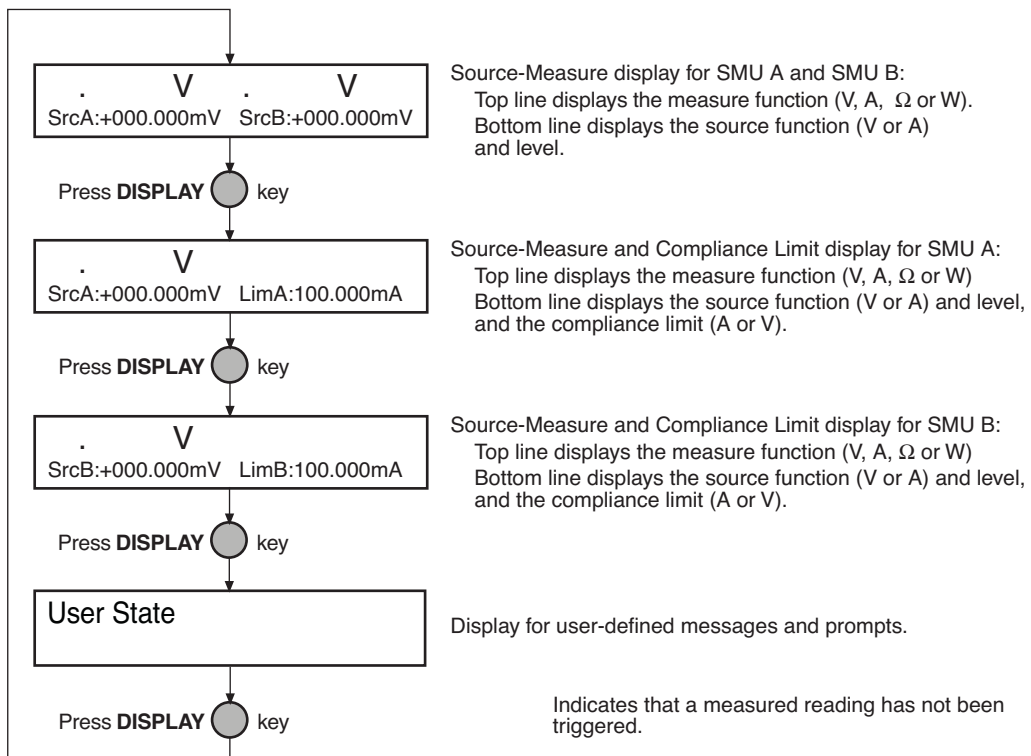 . V . V
SrcA:+000.000mV SrcB:+000.000mV
Source-Measure display for SMU A and SMU B:
Top line displays the measure function (V, A, Ω or W).
Bottom line displays the source function (V or A)
and level.
Press DISPLAY key
. V
SrcA:+000.000mV LimA:100.000mA
Source-Measure and Compliance Limit display for SMU A:
Top line displays the measure function (V, A, Ω or W)
Bottom line displays the source function (V or A) and level,
and the compliance limit (A or V).
Press DISPLAY key
. V
SrcB:+000.000mV LimB:100.000mA
Source-Measure and Compliance Limit display for SMU B:
Top line displays the measure function (V, A, Ω or W)
Bottom line displays the source function (V or A) and level,
and the compliance limit (A or V).
Press DISPLAY key
User State
Display for user-defined messages and prompts.
Press DISPLAY key
Indicates that a measured reading has not been
triggered.